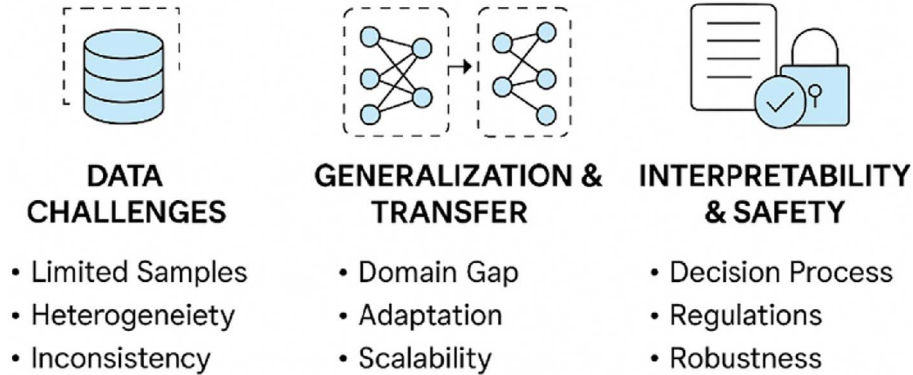 DATA
CHALLENGES
• Limited Samples
• Heterogeneiety
• Inconsistency
GENERALIZATION &
TRANSFER
• Domain Gap
• Adaptation
• Scalability
INTERPRETABILITY
& SAFETY
• Decision Process
• Regulations
• Robustness